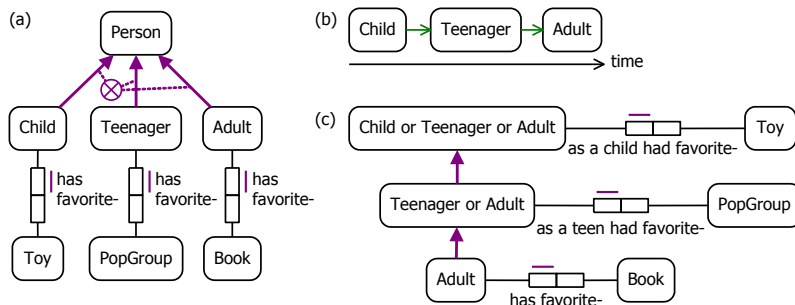 (a)
Person
Child
Teenager
Adult
has
favorite-
has
favorite-
has
favorite-
Toy
PopGroup
Book
(b)
Child
Teenager
Adult
time
(c)
Child or Teenager or Adult
Toy
as a child had favorite-
Teenager or Adult
PopGroup
as a teen had favorite-
Adult
Book
has favorite-